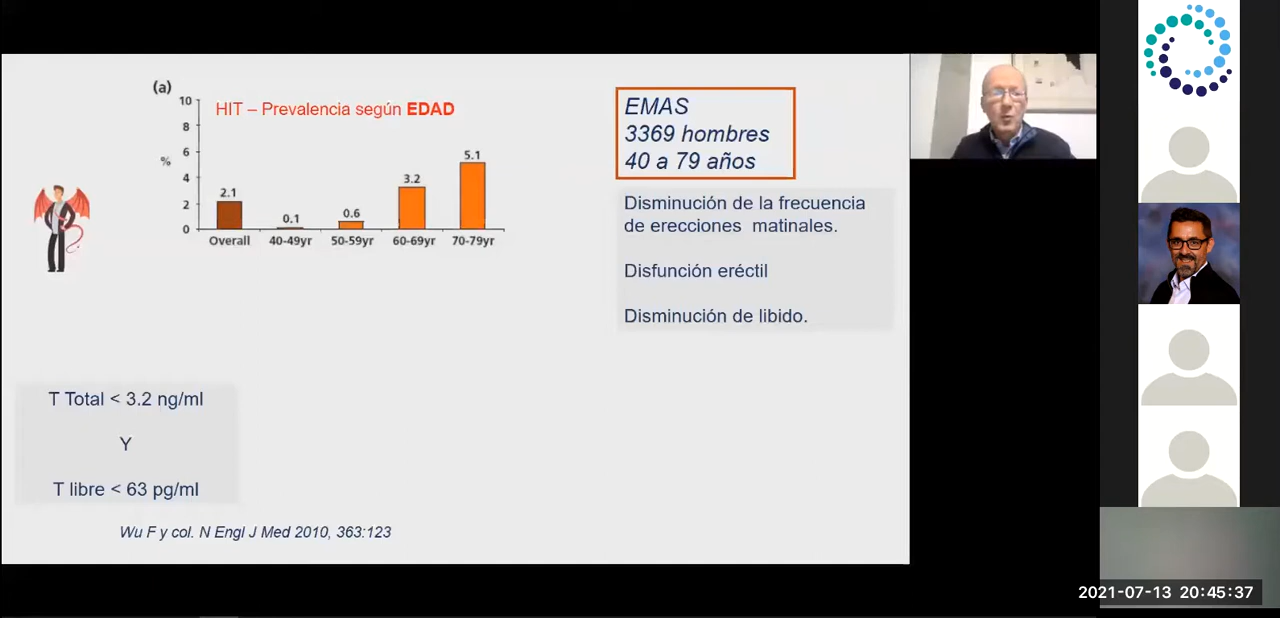 (a)
HIT – Prevalencia según EDAD
10
8
6
4
2
0
%
2.1
0.1
0.6
3.2
5.1
Overall
40-49yr
50-59yr
60-69yr
70-79yr
EMAS
3369 hombres
40 a 79 años
Disminución de la frecuencia
de erecciones matinales.
Disfunción eréctil
Disminución de libido.
T Total < 3.2 ng/ml
Y
T libre < 63 pg/ml
Wu F y col. N Engl J Med 2010, 363:123
2021-07-13 20:45:37